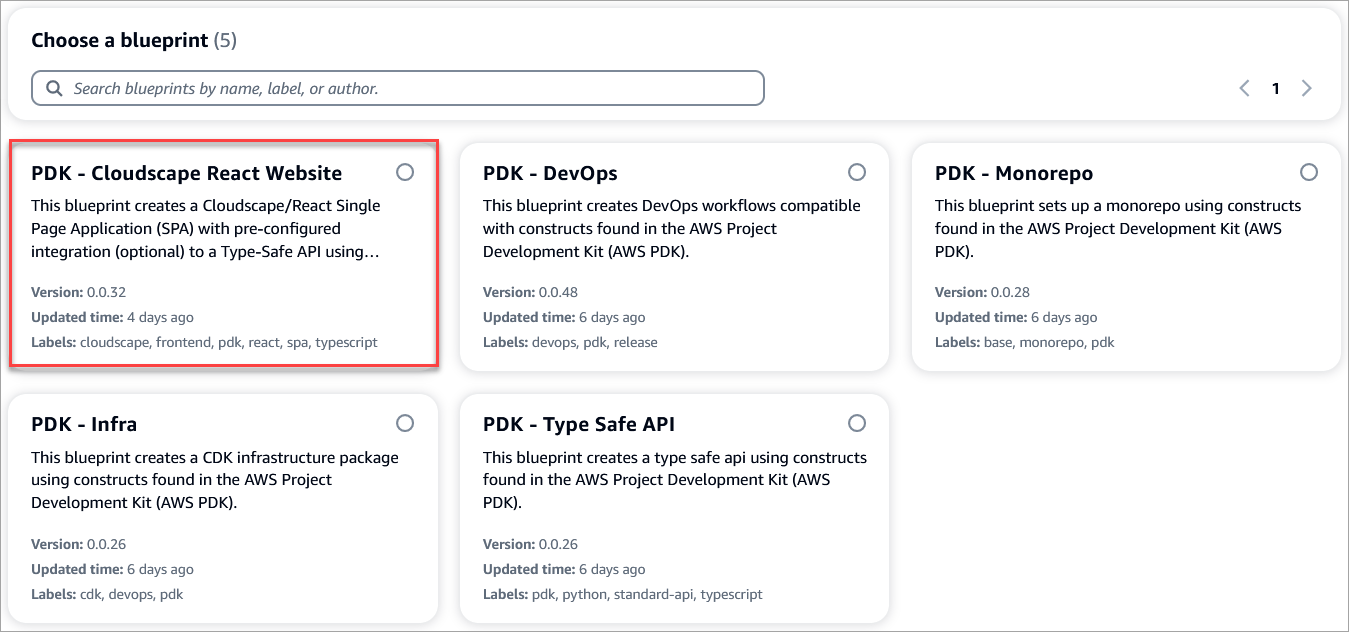 Choose a blueprint (5)
Search blueprints by name, label, or author.
1
PDK - Cloudscape React Website
This blueprint creates a Cloudscape/React Single
Page Application (SPA) with pre-configured
integration (optional) to a Type-Safe API using...
Version: 0.0.32
Updated time: 4 days ago
Labels: cloudscape, frontend, pdk, react, spa, typescript
PDK - DevOps
This blueprint creates DevOps workflows compatible
with constructs found in the AWS Project
Development Kit (AWS PDK).
Version: 0.0.48
Updated time: 6 days ago
Labels: devops, pdk, release
PDK - Monorepo
This blueprint sets up a monorepo using constructs
found in the AWS Project Development Kit (AWS
PDK).
Version: 0.0.28
Updated time: 6 days ago
Labels: base, monorepo, pdk
PDK - Infra
This blueprint creates a CDK infrastructure package
using constructs found in the AWS Project
Development Kit (AWS PDK).
Version: 0.0.26
Updated time: 6 days ago
Labels: cdk, devops, pdk
PDK - Type Safe API
This blueprint creates a type safe api using constructs
found in the AWS Project Development Kit (AWS
PDK).
Version: 0.0.26
Updated time: 6 days ago
Labels: pdk, python, standard-api, typescript